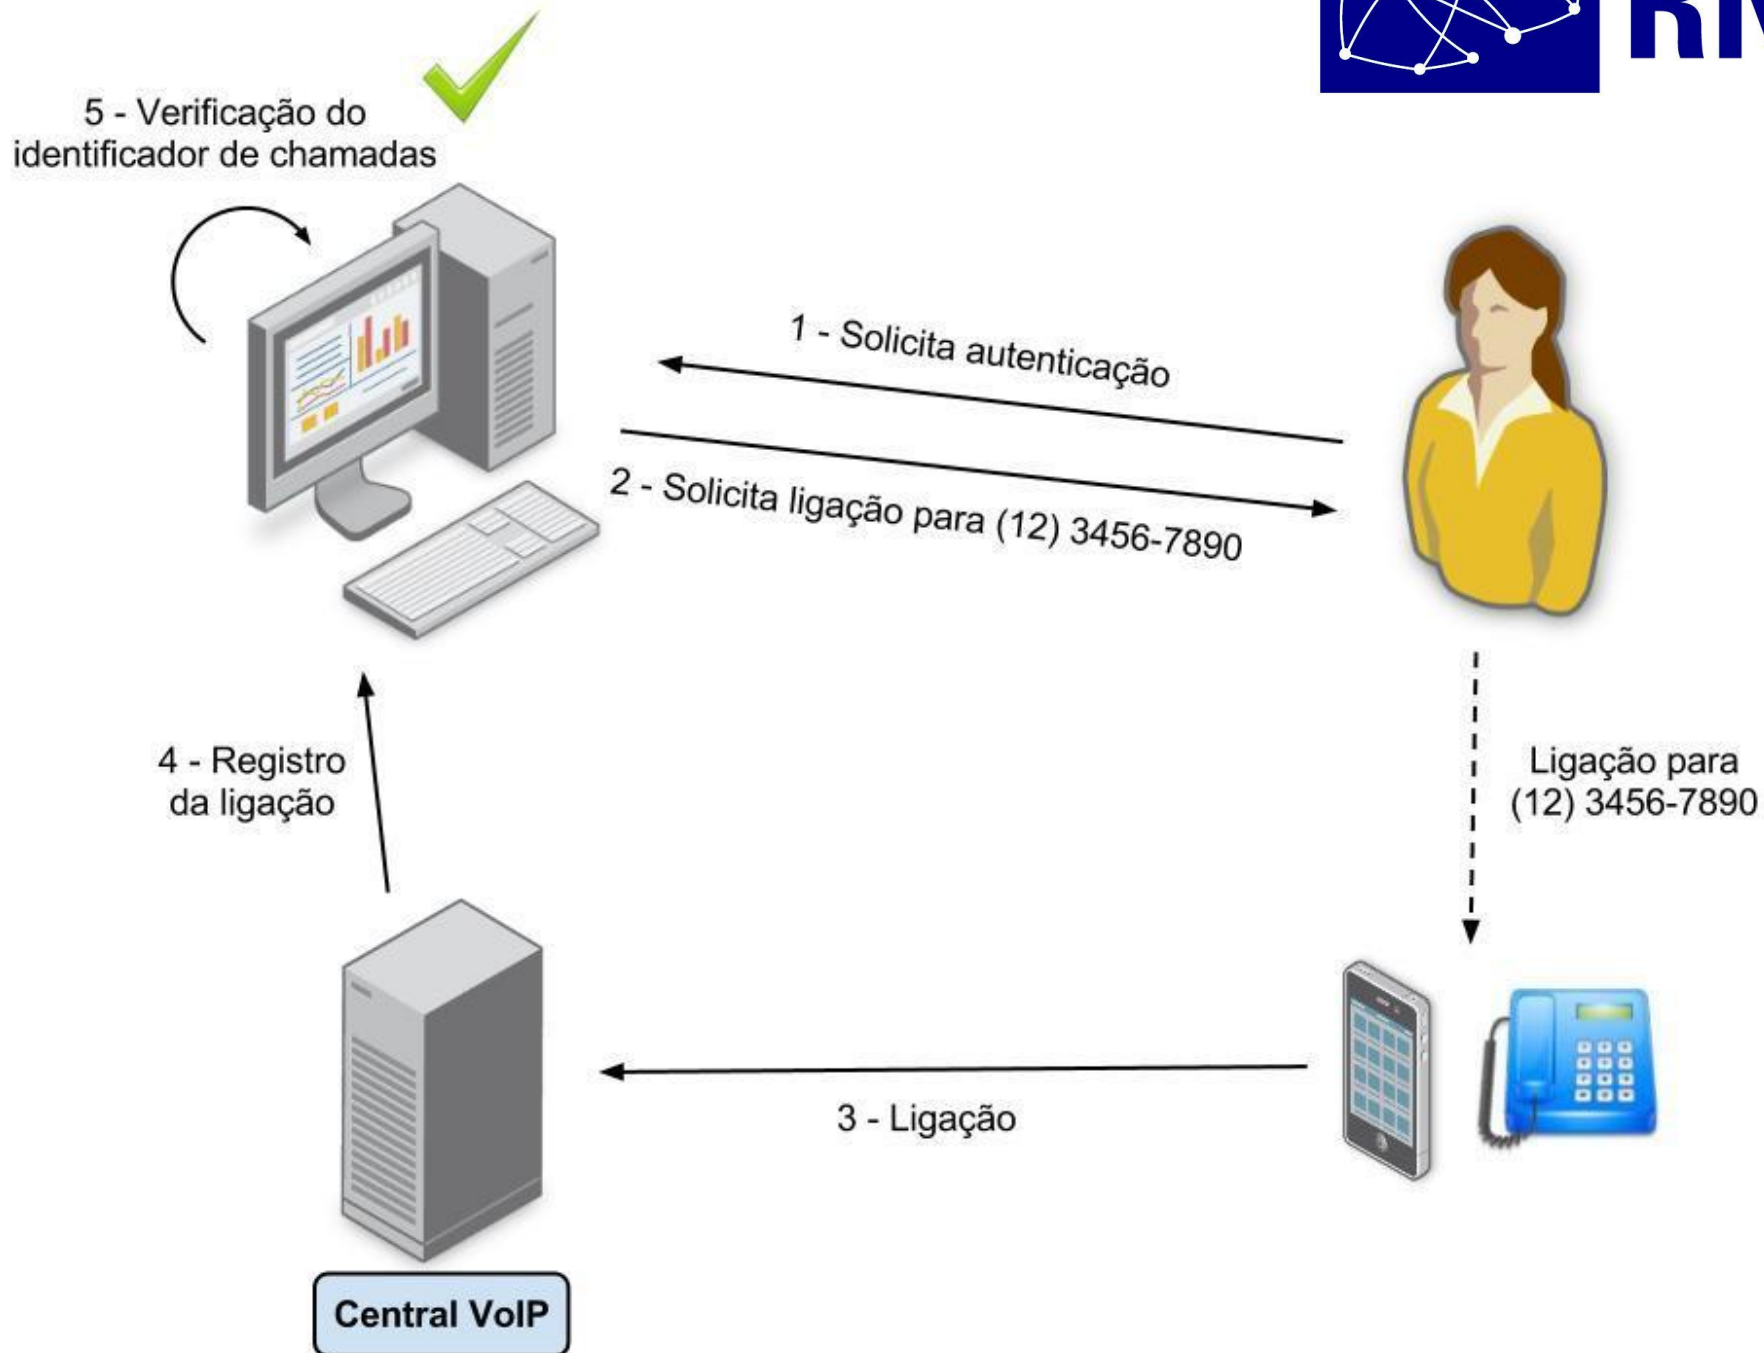 5 - Verificação do
identificador de chamadas
1 - Solicita autenticação
2 - Solicita ligação para (12) 3456-7890
4 - Registro
da ligação
Ligação para
(12) 3456-7890
3 - Ligação
Central VoIP